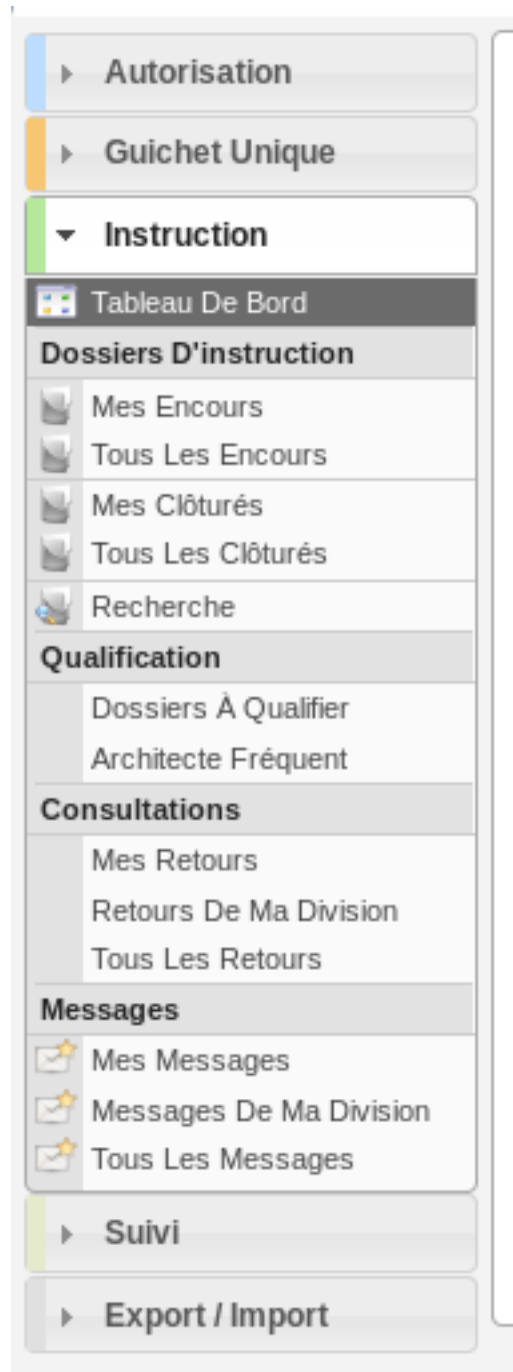 Autorisation
Guichet Unique
Instruction
Tableau De Bord
Dossiers D'instruction
Mes Encours
Tous Les Encours
Mes Clôturés
Tous Les Clôturés
Recherche
Qualification
Dossiers À Qualifier
Architecte Fréquent
Consultations
Mes Retours
Retours De Ma Division
Tous Les Retours
Messages
Mes Messages
Messages De Ma Division
Tous Les Messages
Suivi
Export / Import